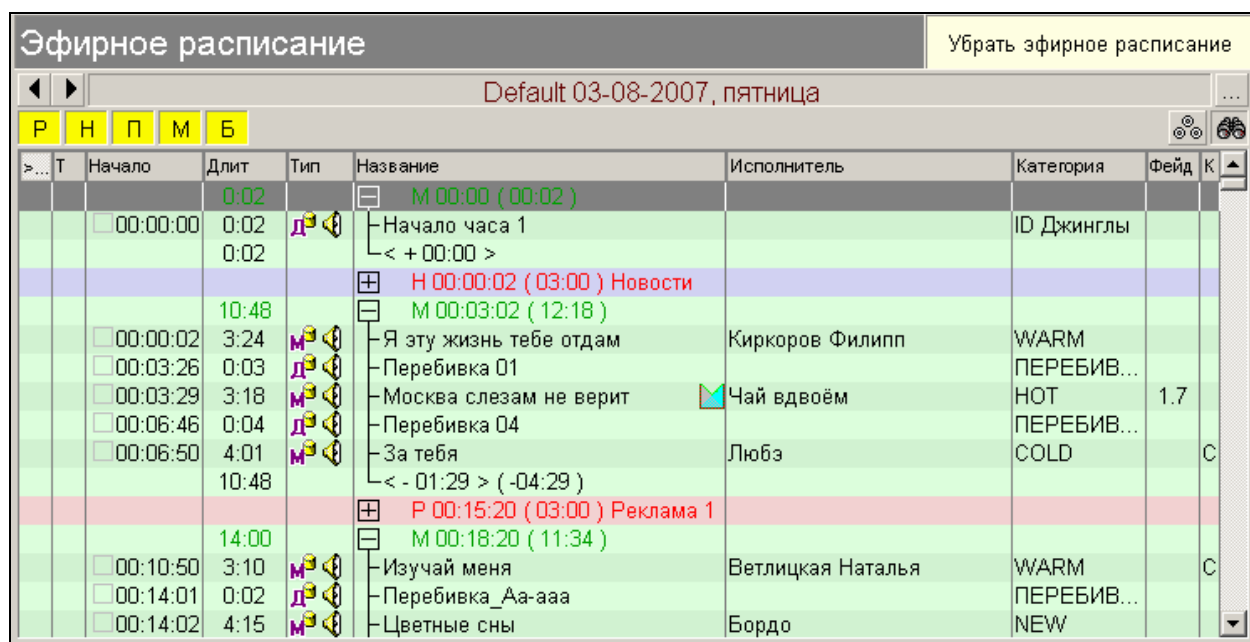 Эфирное расписание Убрать эфирное расписание
Default 03-08-2007, пятница ...
Р Н П М Б
>... Т Начало Длит Тип Название Исполнитель Категория Фейд К
0:02 М 00:00 ( 00:02 )
00:00:00 0:02 Д Начало часа 1 ID Джинглы
0:02 < + 00:00 >
Н 00:00:02 ( 03:00 ) Новости
10:48 М 00:03:02 ( 12:18 )
00:00:02 3:24 М Я эту жизнь тебе отдам Киркоров Филипп WARM
00:03:26 0:03 Д Перебивка 01 ПЕРЕБИВ...
00:03:29 3:18 М Москва слезам не верит Чай вдвоём HOT 1.7
00:06:46 0:04 Д Перебивка 04 ПЕРЕБИВ...
00:06:50 4:01 М За тебя Любэ COLD С
10:48 < - 01:29 > ( -04:29 )
Р 00:15:20 ( 03:00 ) Реклама 1
14:00 М 00:18:20 ( 11:34 )
00:10:50 3:10 М Изучай меня Ветлицкая Наталья WARM С
00:14:01 0:02 Д Перебивка_Аа-ааа ПЕРЕБИВ...
00:14:02 4:15 М Цветные сны Бордо NEW